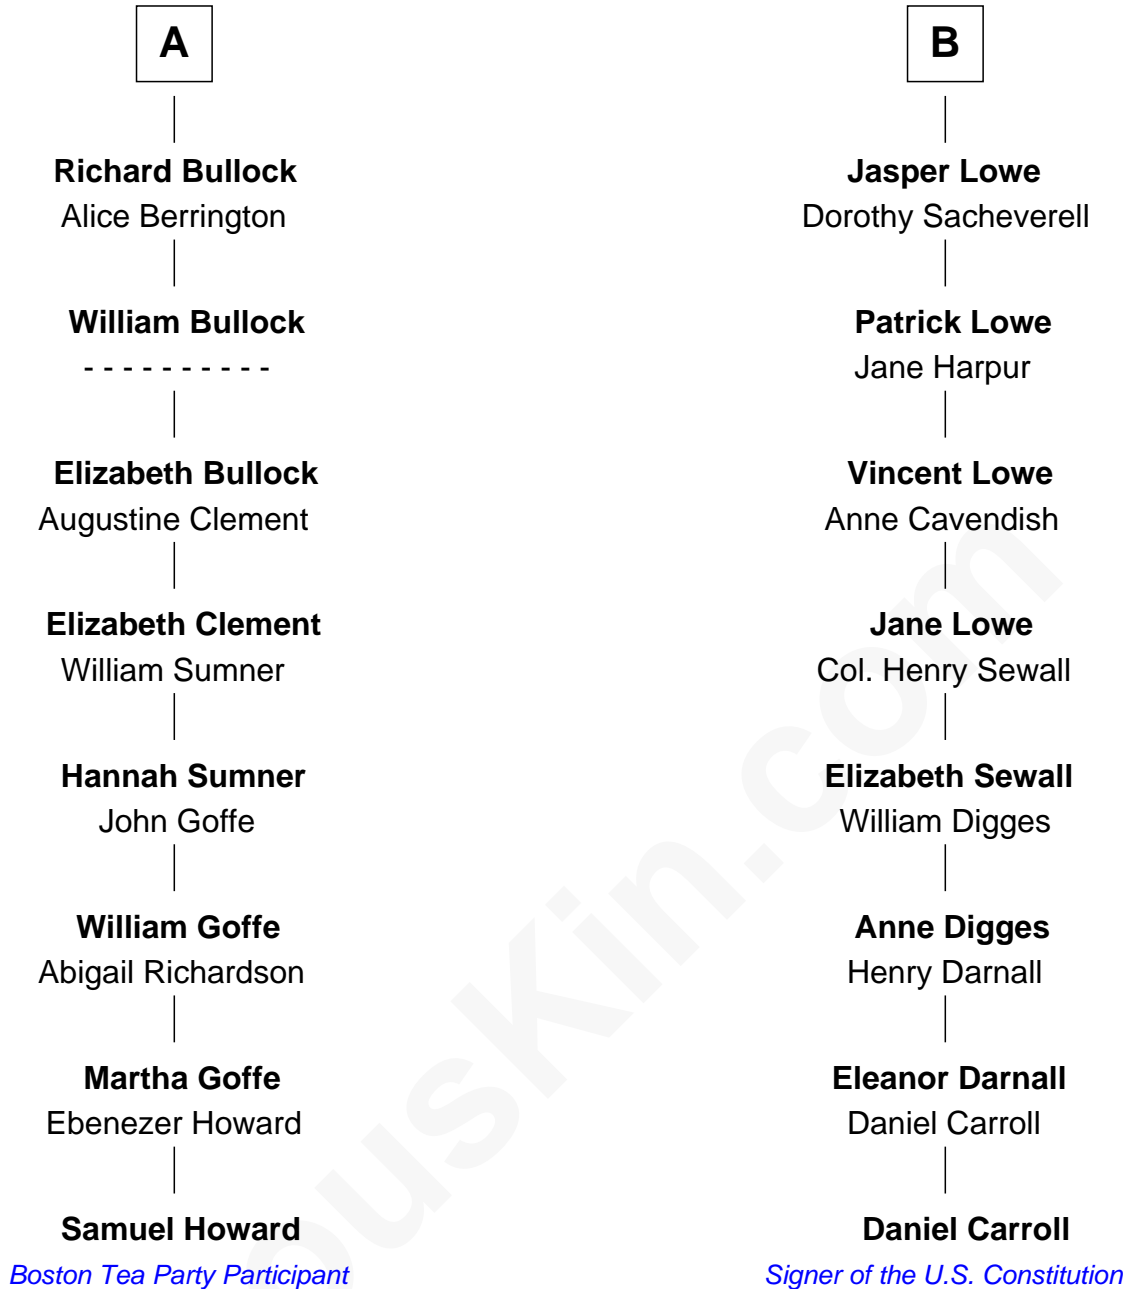 A
Richard Bullock
Alice Berrington
William Bullock
- - - - - - - - - -
Elizabeth Bullock
Augustine Clement
Elizabeth Clement
William Sumner
Hannah Sumner
John Goffe
William Goffe
Abigail Richardson
Martha Goffe
Ebenezer Howard
Samuel Howard
Boston Tea Party Participant
B
Jasper Lowe
Dorothy Sacheverell
Patrick Lowe
Jane Harpur
Vincent Lowe
Anne Cavendish
Jane Lowe
Col. Henry Sewall
Elizabeth Sewall
William Digges
Anne Digges
Henry Darnall
Eleanor Darnall
Daniel Carroll
Daniel Carroll
Signer of the U.S. Constitution
ouskin.com